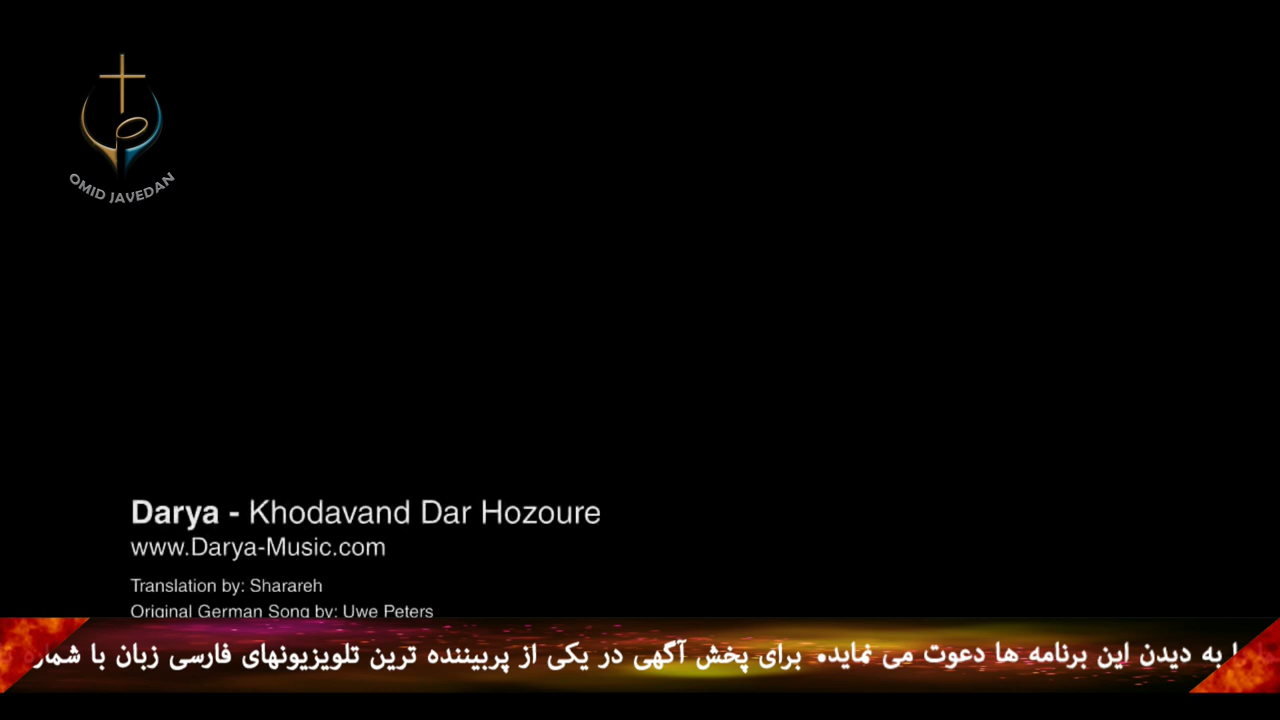 OMID JAVEDAN
Darya - Khodavand Dar Hozoure
www.Darya-Music.com
Translation by: Sharareh
Original German Song by: Uwe Peters
به دیدن این برنامه ها دعوت می نماید. برای پخش آگهی در یکی از پربیننده ترین تلویزیونهای فارسی زبان با